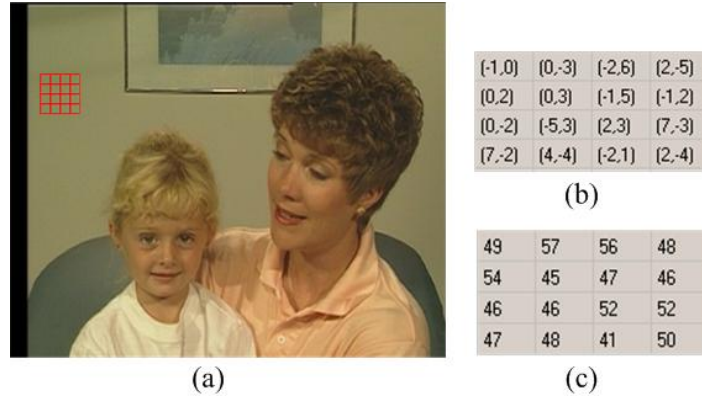 (-1,0) (0,-3) (-2,6) (2,-5)
(0,2) (0,3) (-1,5) (-1,2)
(0,-2) (-5,3) (2,3) (7,-3)
(7,-2) (4,-4) (-2,1) (2,-4)
(b)
49 57 56 48
54 45 47 46
46 46 52 52
47 48 41 50
(a)
(c)